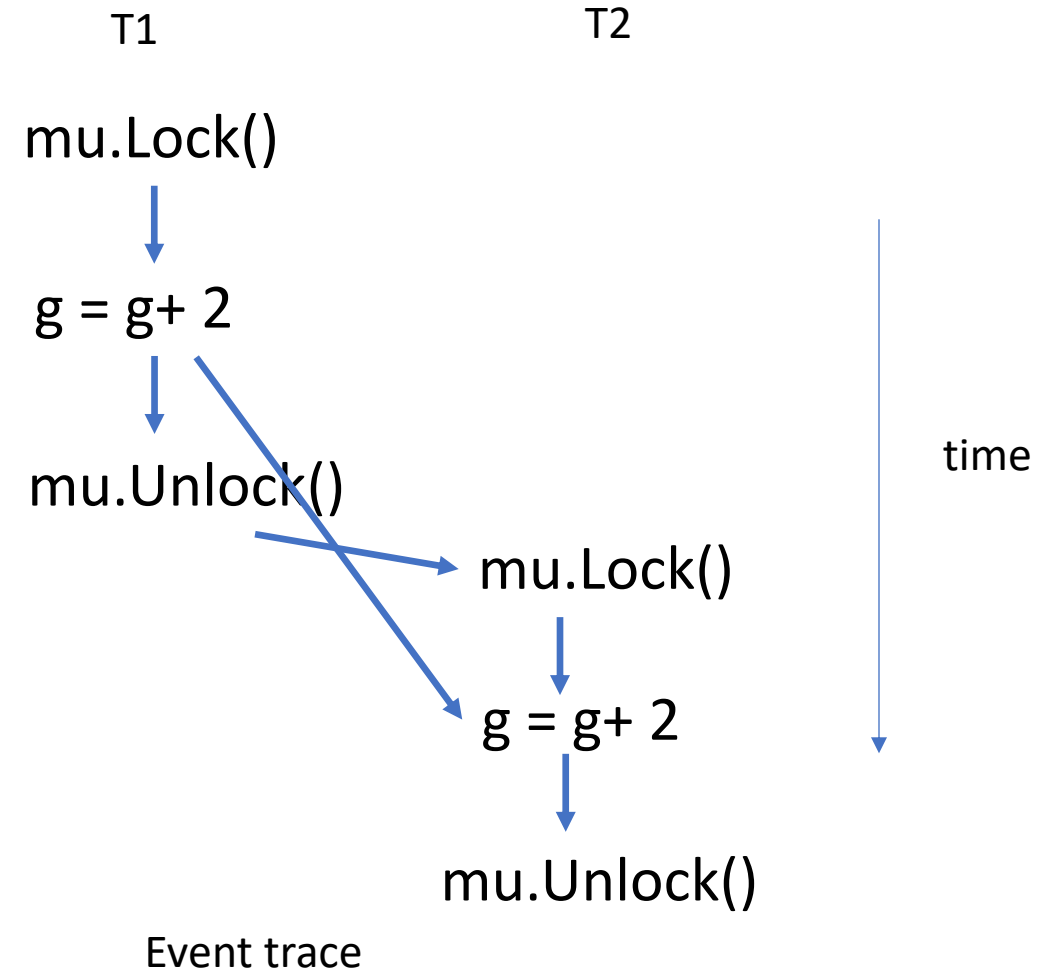 T1
T2
mu.Lock()
g = g+ 2
mu.Unlock()
time
mu.Lock()
g = g+ 2
mu.Unlock()
Event trace